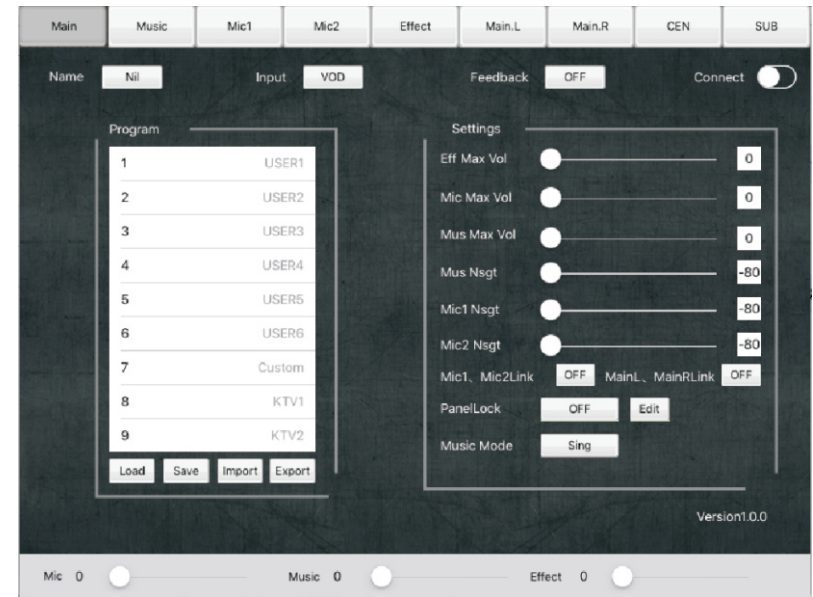 Main Music Mic1 Mic2 Effect Main.L Main.R CEN SUB
Name Nil Input VOD Feedback OFF Connect
Program
1 USER1
2 USER2
3 USER3
4 USER4
5 USER5
6 USER6
7 Custom
8 KTV1
9 KTV2
Load Save Import Export
Settings
Eff Max Vol 0
Mic Max Vol 0
Mus Max Vol 0
Mus Nsgt -80
Mic1 Nsgt -80
Mic2 Nsgt -80
Mic1、Mic2Link OFF MainL、MainRLink OFF
PanelLock OFF Edit
Music Mode Sing
Version1.0.0
Mic 0 Music 0 Effect 0